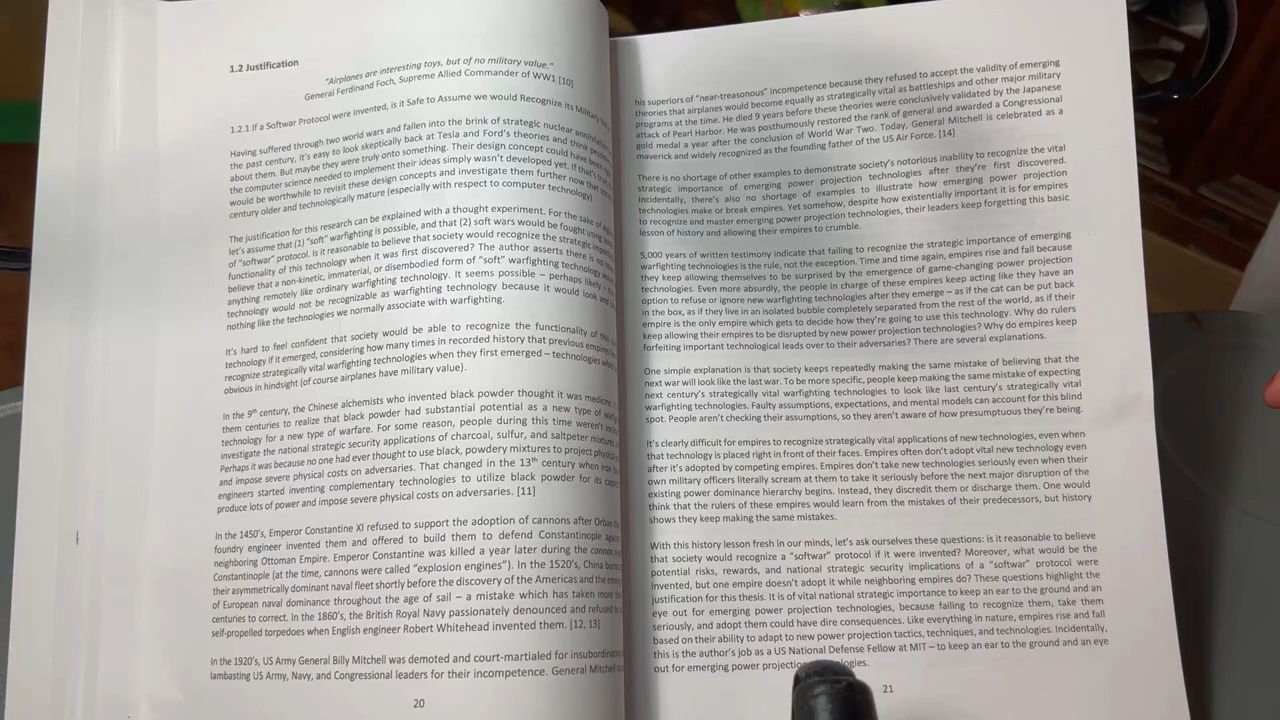 1.2 Justification
"Airplanes are interesting toys, but of no military value."
General Ferdinand Foch, Supreme Allied Commander of WW1 [10]
1.2.1 If a Softwar Protocol were Invented, is it Safe to Assume we would Recognize its Military
Having suffered through two world wars and fallen into the brink of strategic nuclear annihilation
the past century, it's easy to look skeptically back at Tesla and Ford's theories and think
about them. But maybe they were truly onto something. Their design concept could have been
the computer science needed to implement their ideas simply wasn't developed yet. If that's
would be worthwhile to revisit these design concepts and investigate them further now that
century older and technologically mature (especially with respect to computer technology)
The justification for this research can be explained with a thought experiment. For the sake of
let's assume that (1) "soft" warfighting is possible, and that (2) soft wars would be fought using
of "softwar" protocol. Is it reasonable to believe that society would recognize the strategic
functionality of this technology when it was first discovered? The author asserts there is no
believe that a non-kinetic, immaterial, or disembodied form of "soft" warfighting technology
anything remotely like ordinary warfighting technology. It seems possible – perhaps likely –
technology would not be recognizable as warfighting technology because it would look and
nothing like the technologies we normally associate with warfighting.
It's hard to feel confident that society would be able to recognize the functionality of this
technology if it emerged, considering how many times in recorded history that previous empires
recognize strategically vital warfighting technologies when they first emerged – technologies
obvious in hindsight (of course airplanes have military value).
In the 9th century, the Chinese alchemists who invented black powder thought it was
them centuries to realize that black powder had substantial potential as a new type of
technology for a new type of warfare. For some reason, people during this time weren't
investigate the national strategic security applications of charcoal, sulfur, and saltpeter mixtures
Perhaps it was because no one had ever thought to use black, powdery mixtures to project
and impose severe physical costs on adversaries. That changed in the 13th century when iron
engineers started inventing complementary technologies to utilize black powder for its
produce lots of power and impose severe physical costs on adversaries. [11]
In the 1450's, Emperor Constantine XI refused to support the adoption of cannons after Orban
foundry engineer invented them and offered to build them to defend Constantinople
neighboring Ottoman Empire. Emperor Constantine was killed a year later during the cannon
Constantinople (at the time, cannons were called "explosion engines"). In the 1520's, China
their asymmetrically dominant naval fleet shortly before the discovery of the Americas and the
of European naval dominance throughout the age of sail – a mistake which has taken more
centuries to correct. In the 1860's, the British Royal Navy passionately denounced and refused
self-propelled torpedoes when English engineer Robert Whitehead invented them. [12, 13]
In the 1920's, US Army General Billy Mitchell was demoted and court-martialed for
lambasting US Army, Navy, and Congressional leaders for their incompetence. General Mitchell
20
his superiors of "near-treasonous" incompetence because they refused to accept the validity of emerging
theories that airplanes would become equally as strategically vital as battleships and other major military
programs at the time. He died 9 years before these theories were conclusively validated by the Japanese
attack of Pearl Harbor. He was posthumously restored the rank of general and awarded a Congressional
gold medal a year after the conclusion of World War Two. Today, General Mitchell is celebrated as a
maverick and widely recognized as the founding father of the US Air Force. [14]
There is no shortage of other examples to demonstrate society's notorious inability to recognize the vital
strategic importance of emerging power projection technologies after they're first discovered.
Incidentally, there's also no shortage of examples to illustrate how emerging power projection
technologies make or break empires. Yet somehow, despite how existentially important it is for empires
to recognize and master emerging power projection technologies, their leaders keep forgetting this basic
lesson of history and allowing their empires to crumble.
5,000 years of written testimony indicate that failing to recognize the strategic importance of emerging
warfighting technologies is the rule, not the exception. Time and time again, empires rise and fall because
they keep allowing themselves to be surprised by the emergence of game-changing power projection
technologies. Even more absurdly, the people in charge of these empires keep acting like they have an
option to refuse or ignore new warfighting technologies after they emerge – as if the cat can be put back
in the box, as if they live in an isolated bubble completely separated from the rest of the world, as if their
empire is the only empire which gets to decide how they're going to use this technology. Why do rulers
keep allowing their empires to be disrupted by new power projection technologies? Why do empires keep
forfeiting important technological leads over to their adversaries? There are several explanations.
One simple explanation is that society keeps repeatedly making the same mistake of believing that the
next war will look like the last war. To be more specific, people keep making the same mistake of expecting
next century's strategically vital warfighting technologies to look like last century's strategically vital
warfighting technologies. Faulty assumptions, expectations, and mental models can account for this blind
spot. People aren't checking their assumptions, so they aren't aware of how presumptuous they're being.
It's clearly difficult for empires to recognize strategically vital applications of new technologies, even when
that technology is placed right in front of their faces. Empires often don't adopt vital new technology even
after it's adopted by competing empires. Empires don't take new technologies seriously even when their
own military officers literally scream at them to take it seriously before the next major disruption of the
existing power dominance hierarchy begins. Instead, they discredit them or discharge them. One would
think that the rulers of these empires would learn from the mistakes of their predecessors, but history
shows they keep making the same mistakes.
With this history lesson fresh in our minds, let's ask ourselves these questions: is it reasonable to believe
that society would recognize a "softwar" protocol if it were invented? Moreover, what would be the
potential risks, rewards, and national strategic security implications of a "softwar" protocol were
invented, but one empire doesn't adopt it while neighboring empires do? These questions highlight the
justification for this thesis. It is of vital national strategic importance to keep an ear to the ground and an
eye out for emerging power projection technologies, because failing to recognize them, take them
seriously, and adopt them could have dire consequences. Like everything in nature, empires rise and fall
based on their ability to adapt to new power projection tactics, techniques, and technologies. Incidentally,
this is the author's job as a US National Defense Fellow at MIT – to keep an ear to the ground and an eye
out for emerging power projection
21